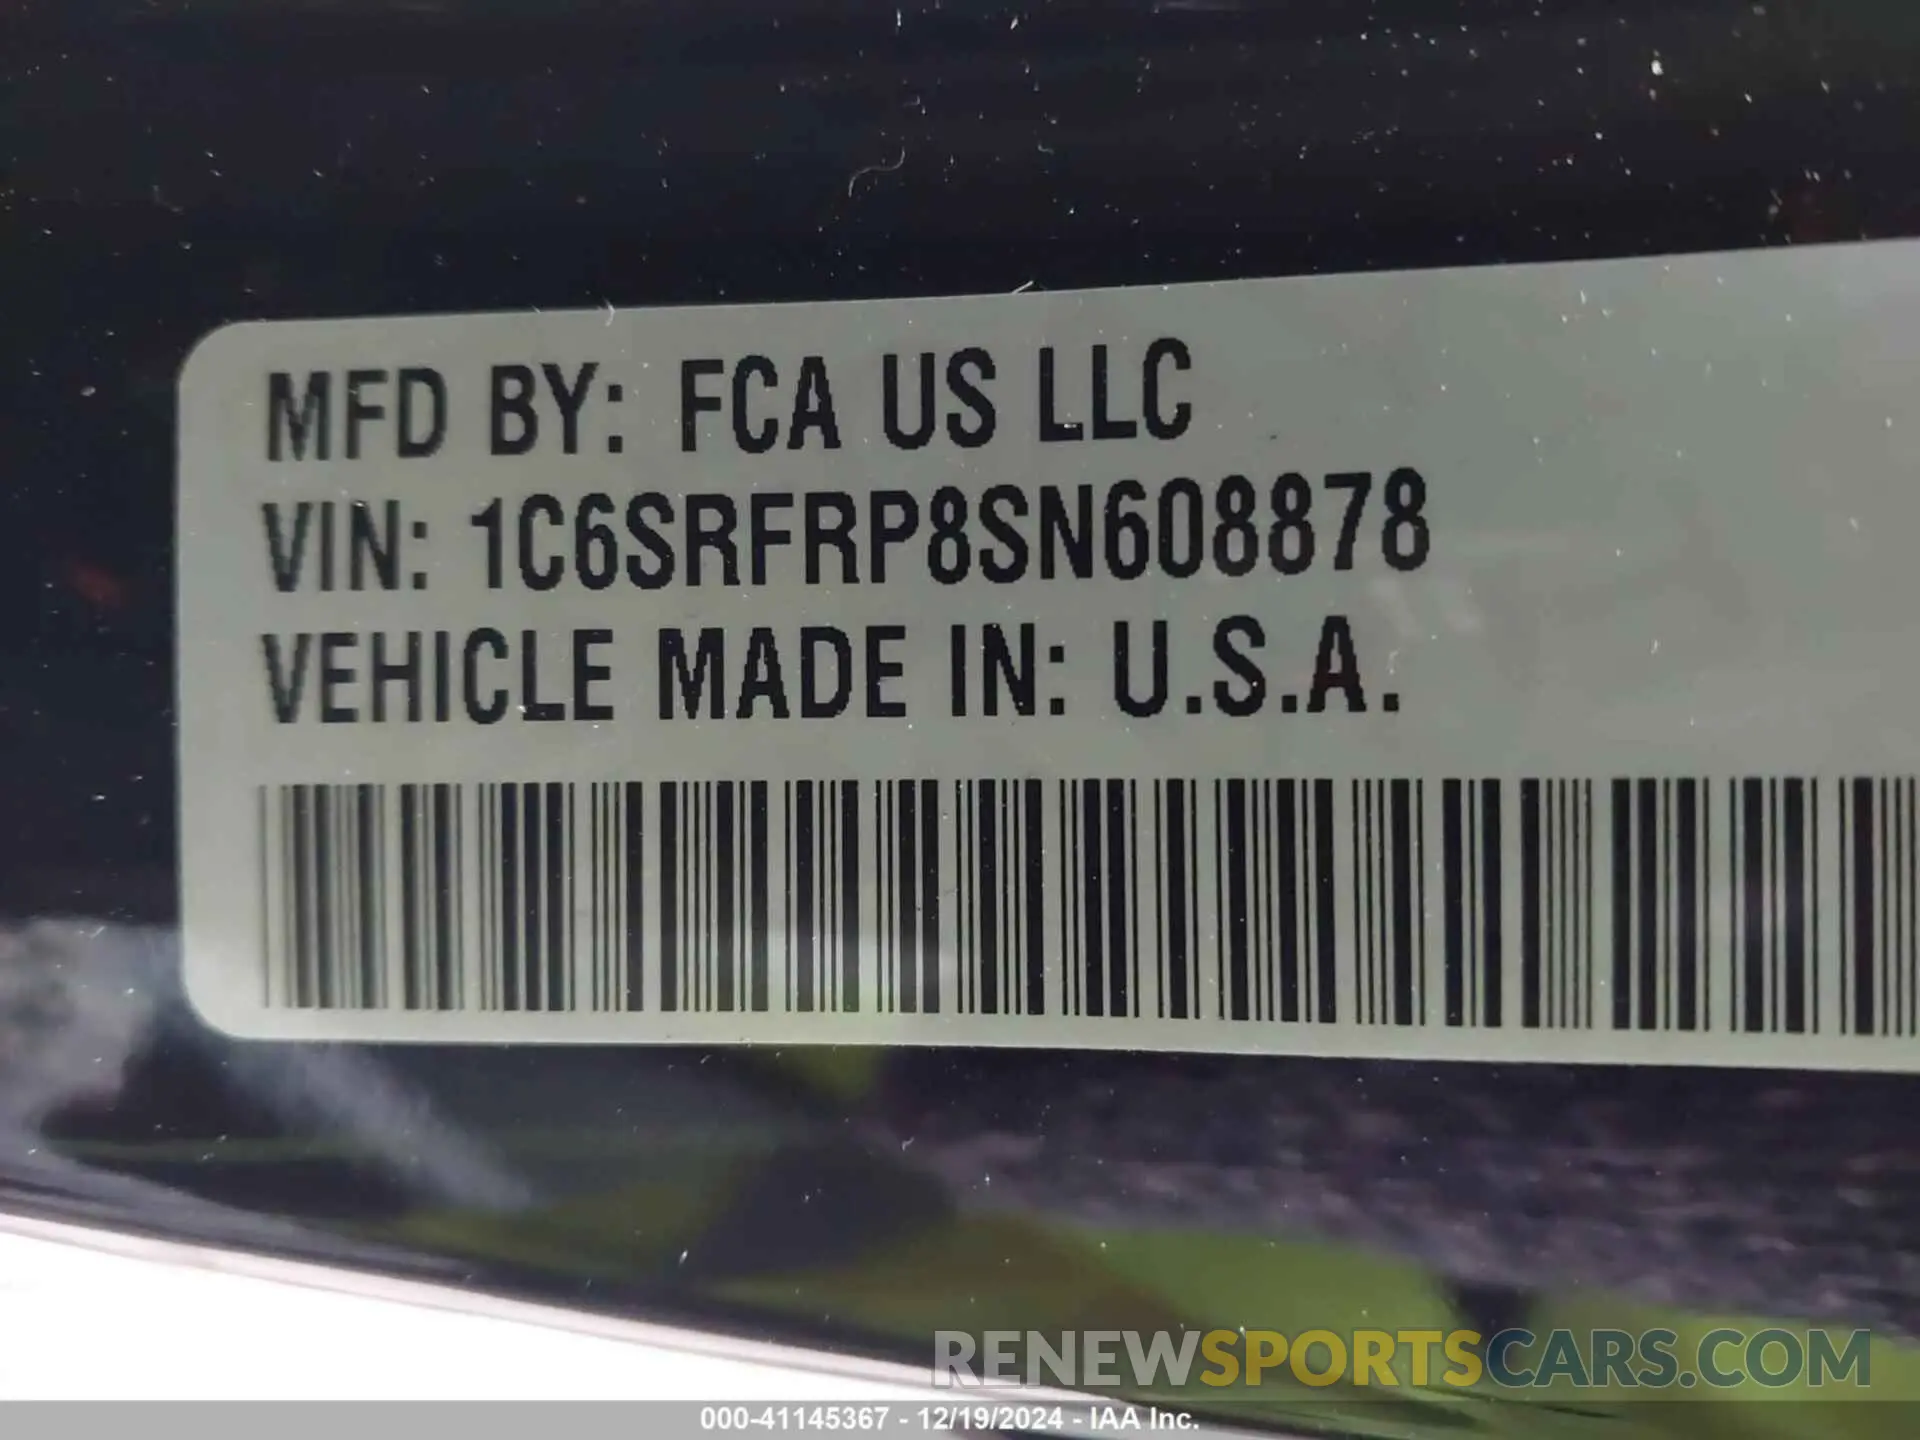 MFD BY: FCA US LLC
VIN: 1C6SRFRP8SN608878
VEHICLE MADE IN: U.S.A.
RENEWSPORTSCARS.COM
000-41145367 - 12/19/2024 - IAA Inc.